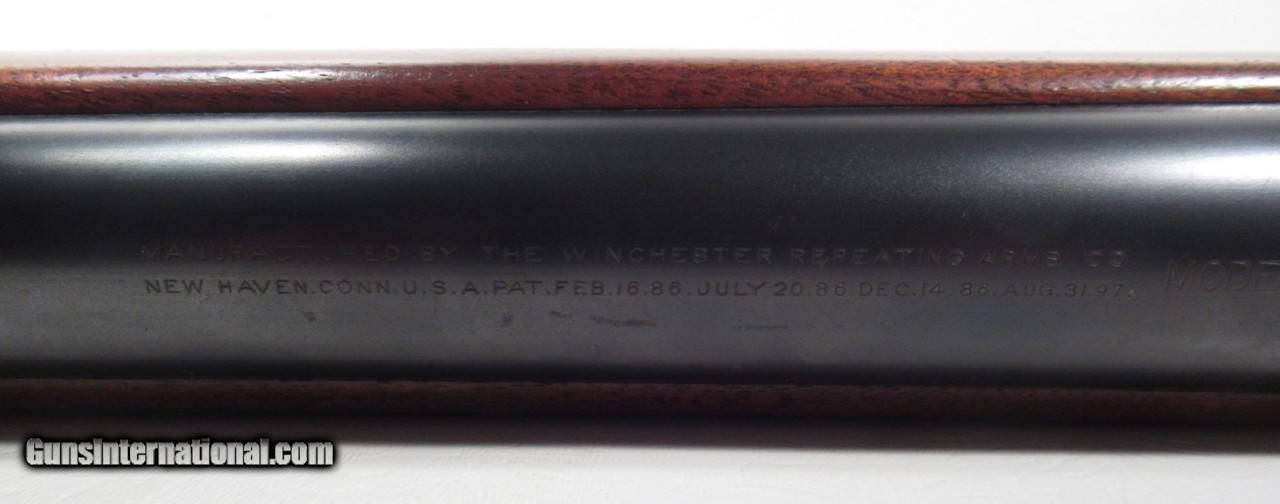 MANUFACTURED BY THE WINCHESTER REPEATING ARMS CO
NEW HAVEN.CONN.U.S.A.PAT.FEB.16.86.JULY 20.86 DEC.14.86.AUG.31.97.
MODE
GunsInternational.com